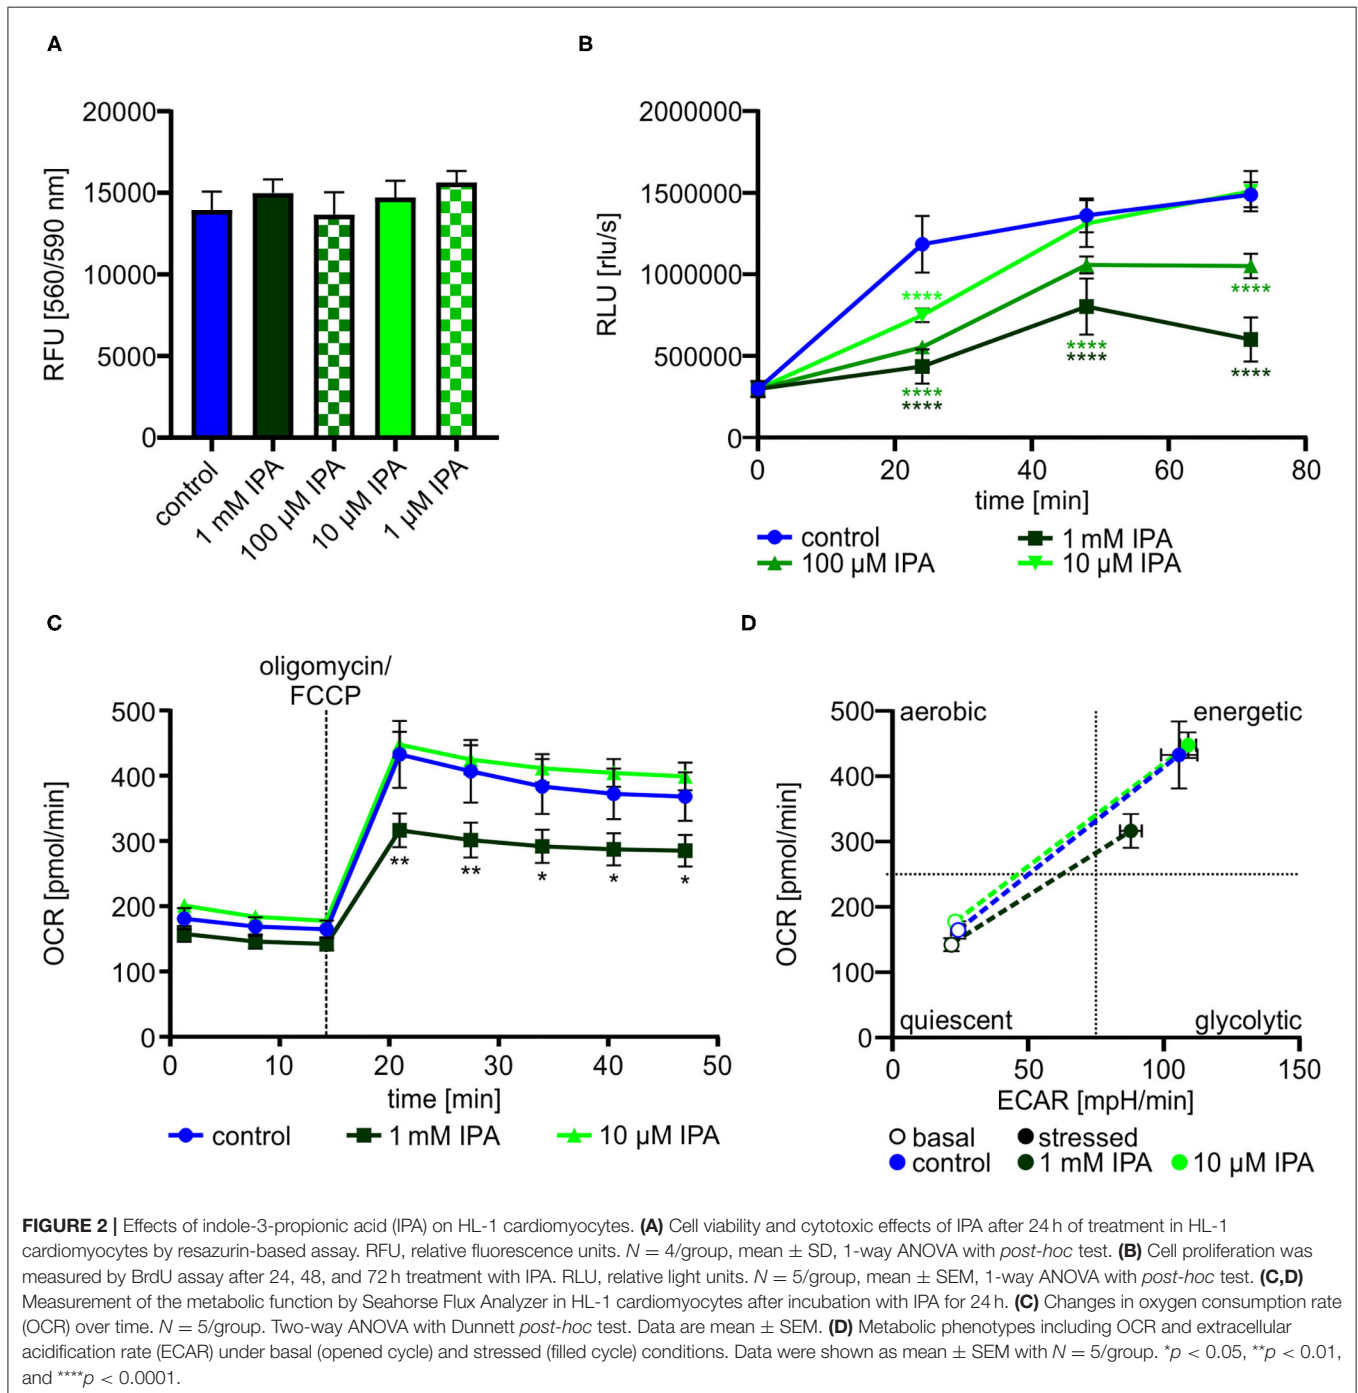 A
B
20000
15000
10000
5000
0
RFU [560/590 nm]
control
1 mM IPA
100 µM IPA
10 µM IPA
1 µM IPA
2000000
1500000
1000000
500000
0
RLU [rlu/s]
****
****
****
****
****
****
****
0 20 40 60 80
time [min]
control 1 mM IPA
100 µM IPA 10 µM IPA
C
D
oligomycin/
FCCP
500
400
300
200
100
0
OCR [pmol/min]
** ** * * *
0 10 20 30 40 50
time [min]
control 1 mM IPA 10 µM IPA
500
400
300
200
100
0
OCR [pmol/min]
aerobic energetic
quiescent glycolytic
0 50 100 150
ECAR [mpH/min]
basal stressed
control 1 mM IPA 10 µM IPA
FIGURE 2 | Effects of indole-3-propionic acid (IPA) on HL-1 cardiomyocytes. (A) Cell viability and cytotoxic effects of IPA after 24 h of treatment in HL-1
cardiomyocytes by resazurin-based assay. RFU, relative fluorescence units. N = 4/group, mean ± SD, 1-way ANOVA with post-hoc test. (B) Cell proliferation was
measured by BrdU assay after 24, 48, and 72 h treatment with IPA. RLU, relative light units. N = 5/group, mean ± SEM, 1-way ANOVA with post-hoc test. (C,D)
Measurement of the metabolic function by Seahorse Flux Analyzer in HL-1 cardiomyocytes after incubation with IPA for 24 h. (C) Changes in oxygen consumption rate
(OCR) over time. N = 5/group. Two-way ANOVA with Dunnett post-hoc test. Data are mean ± SEM. (D) Metabolic phenotypes including OCR and extracellular
acidification rate (ECAR) under basal (opened cycle) and stressed (filled cycle) conditions. Data were shown as mean ± SEM with N = 5/group. *p < 0.05, **p < 0.01,
and ****p < 0.0001.